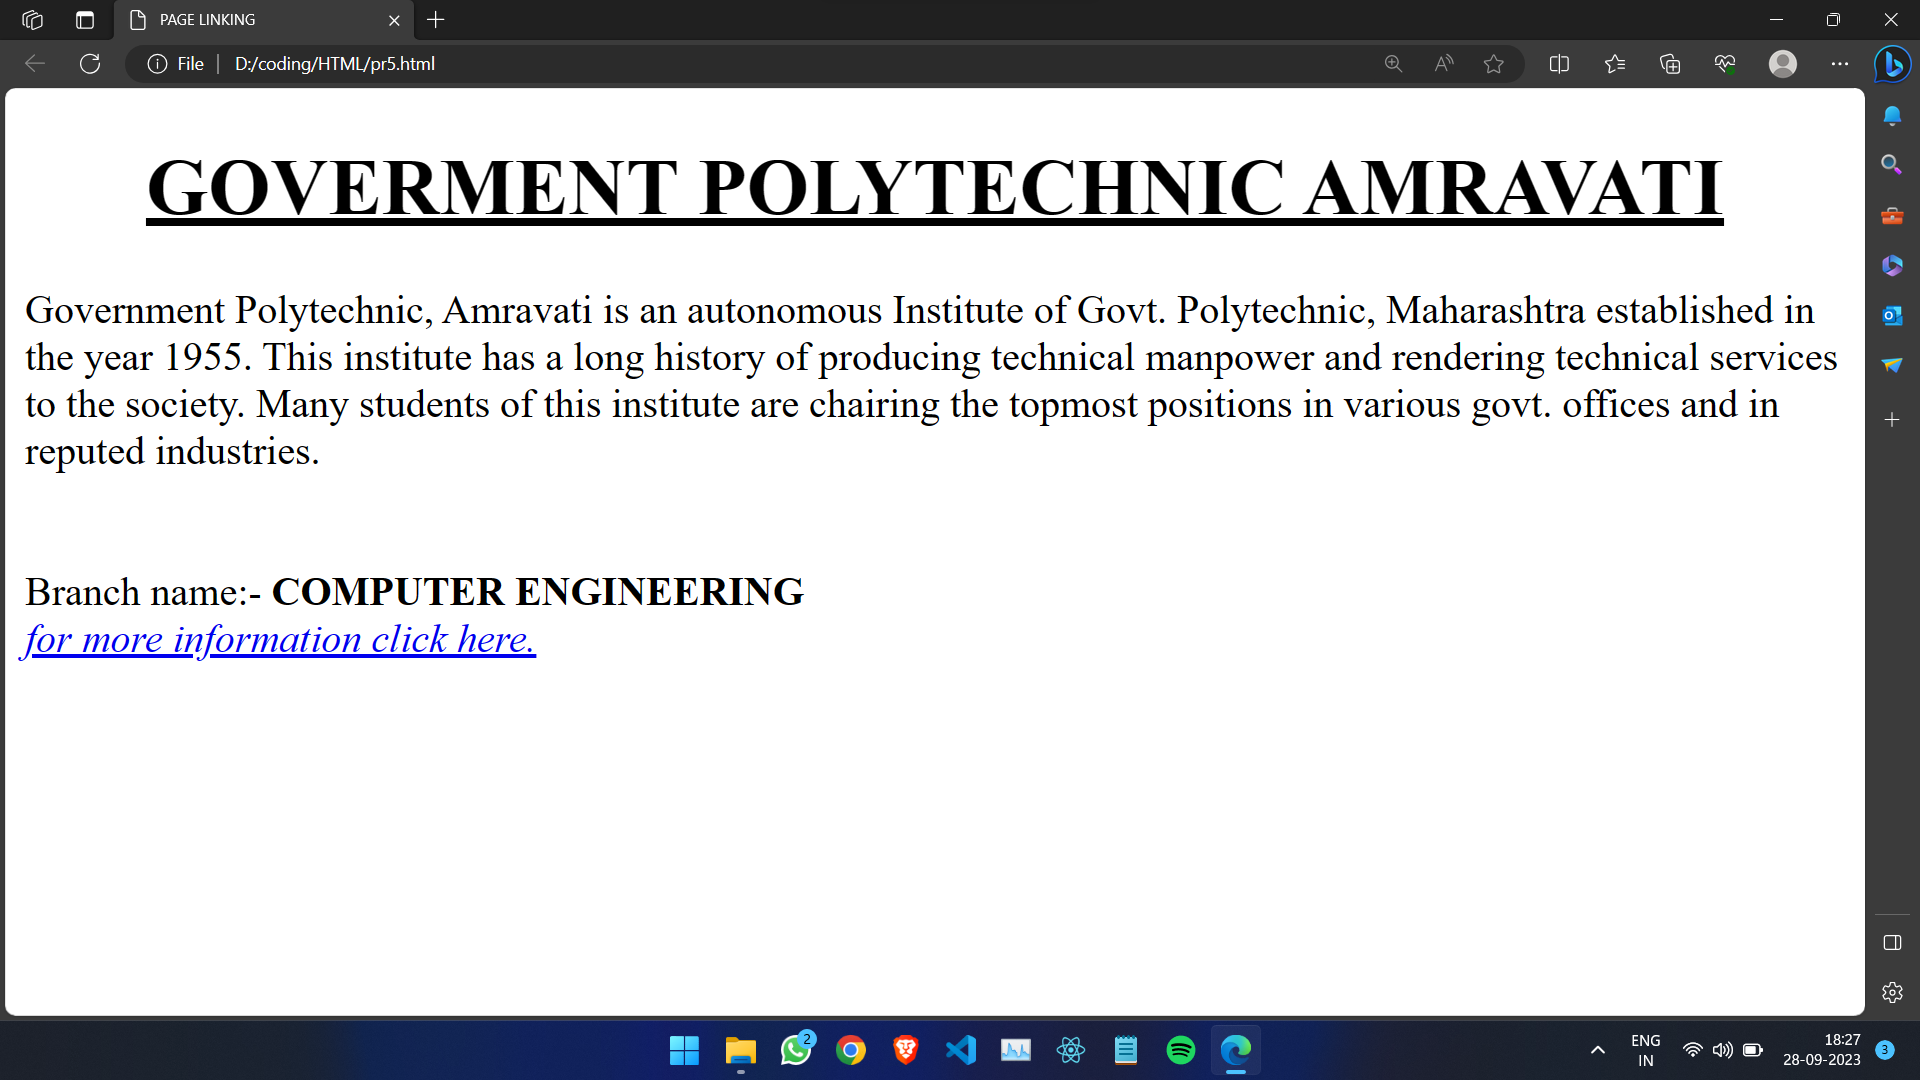 PAGE LINKING
File
D:/coding/HTML/pr5.html
GOVERMENT POLYTECHNIC AMRAVATI
Government Polytechnic, Amravati is an autonomous Institute of Govt. Polytechnic, Maharashtra established in
the year 1955. This institute has a long history of producing technical manpower and rendering technical services
to the society. Many students of this institute are chairing the topmost positions in various govt. offices and in
reputed industries.
Branch name:- COMPUTER ENGINEERING
for more information click here.
2
ENG
IN
18:27
28-09-2023
3